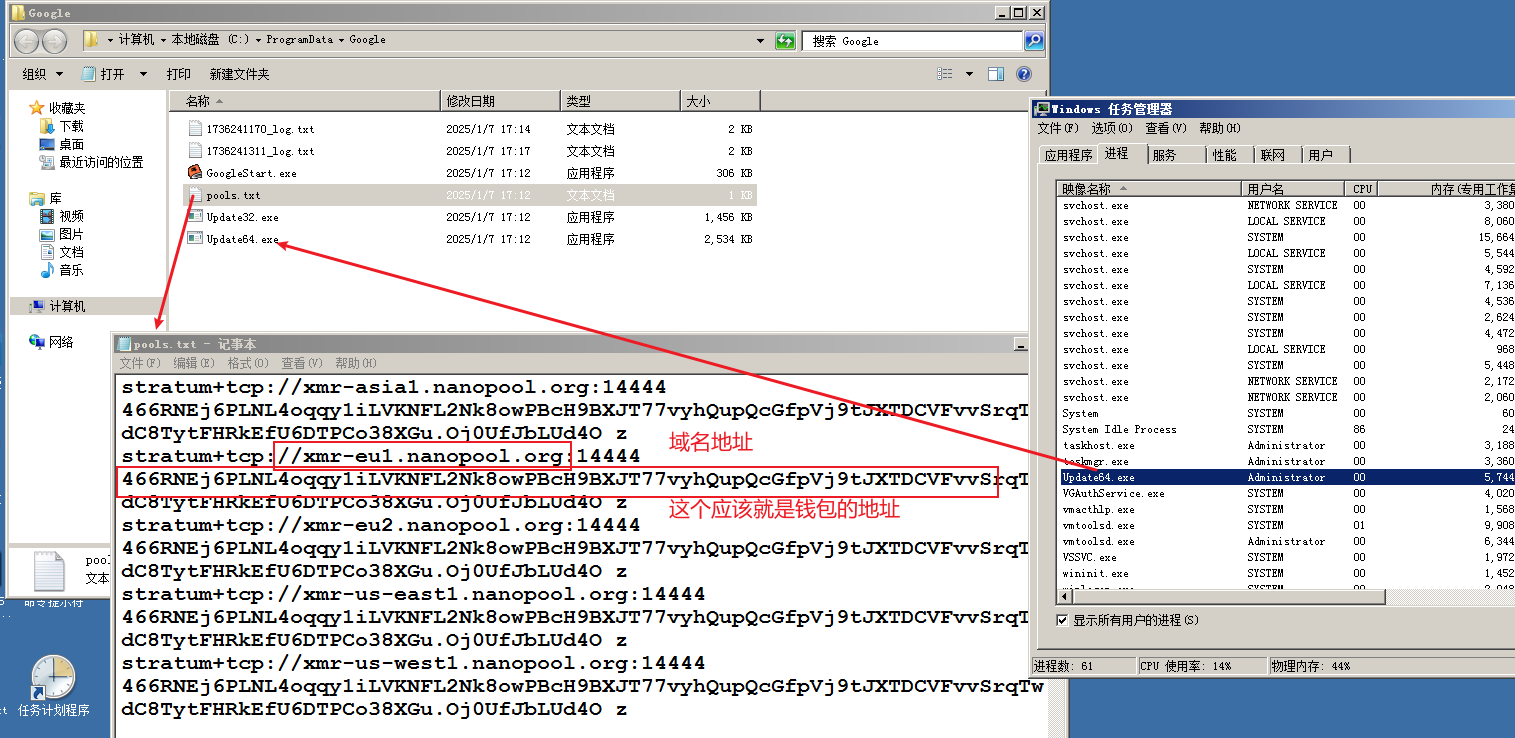 Google
计算机 本地磁盘 (C:) ProgramData Google
搜索 Google
组织 打开 打印 新建文件夹
收藏夹
下载
桌面
最近访问的位置
库
视频
图片
文档
音乐
计算机
网络
名称 修改日期 类型 大小
1736241170_log.txt 2025/1/7 17:14 文本文档 2 KB
1736241311_log.txt 2025/1/7 17:17 文本文档 2 KB
GoogleStart.exe 2025/1/7 17:12 应用程序 306 KB
pools.txt 2025/1/7 17:12 文本文档 1 KB
Update32.exe 2025/1/7 17:12 应用程序 1,456 KB
Update64.exe 2025/1/7 17:12 应用程序 2,534 KB
pool
文本
命令提示符
任务计划程序
pools.txt - 记事本
文件(F) 编辑(E) 格式(O) 查看(V) 帮助(H)
stratum+tcp://xmr-asia1.nanopool.org:14444
466RNEj6PLNL4oqqy1iLVKNFL2Nk8owPBcH9BXJT77vyhQupQcGfpVj9tJXTDCVFvvSrqT
dC8TytFHRkEfU6DTPCo38XGu.Oj0UfJbLUd4O z
stratum+tcp://xmr-eu1.nanopool.org:14444
域名地址
466RNEj6PLNL4oqqy1iLVKNFL2Nk8owPBcH9BXJT77vyhQupQcGfpVj9tJXTDCVFvvSrqT
dC8TytFHRkEfU6DTPCo38XGu.Oj0UfJbLUd4O z
这个应该就是钱包的地址
stratum+tcp://xmr-eu2.nanopool.org:14444
466RNEj6PLNL4oqqy1iLVKNFL2Nk8owPBcH9BXJT77vyhQupQcGfpVj9tJXTDCVFvvSrqT
dC8TytFHRkEfU6DTPCo38XGu.Oj0UfJbLUd4O z
stratum+tcp://xmr-us-east1.nanopool.org:14444
466RNEj6PLNL4oqqy1iLVKNFL2Nk8owPBcH9BXJT77vyhQupQcGfpVj9tJXTDCVFvvSrqT
dC8TytFHRkEfU6DTPCo38XGu.Oj0UfJbLUd4O z
stratum+tcp://xmr-us-west1.nanopool.org:14444
466RNEj6PLNL4oqqy1iLVKNFL2Nk8owPBcH9BXJT77vyhQupQcGfpVj9tJXTDCVFvvSrqTw
dC8TytFHRkEfU6DTPCo38XGu.Oj0UfJbLUd4O z
Windows 任务管理器
文件(F) 选项(O) 查看(V) 帮助(H)
应用程序 进程 服务 性能 联网 用户
映像名称 用户名 CPU 内存(专用工作集
svchost.exe NETWORK SERVICE 00 3,380
svchost.exe LOCAL SERVICE 00 8,060
svchost.exe SYSTEM 00 15,664
svchost.exe LOCAL SERVICE 00 5,544
svchost.exe SYSTEM 00 4,592
svchost.exe LOCAL SERVICE 00 7,136
svchost.exe SYSTEM 00 4,536
svchost.exe SYSTEM 00 2,624
svchost.exe SYSTEM 00 4,472
svchost.exe LOCAL SERVICE 00 968
svchost.exe SYSTEM 00 5,448
svchost.exe NETWORK SERVICE 00 2,172
svchost.exe NETWORK SERVICE 00 2,060
System SYSTEM 00 60
System Idle Process SYSTEM 86 24
taskhost.exe Administrator 00 3,188
taskmgr.exe Administrator 00 3,360
Update64.exe Administrator 00 5,744
VGAuthService.exe SYSTEM 00 4,020
vmacthlp.exe SYSTEM 00 1,568
vmtoolsd.exe SYSTEM 01 9,908
vmtoolsd.exe Administrator 00 6,344
VSSVC.exe SYSTEM 00 1,972
wininit.exe SYSTEM 00 1,452
显示所有用户的进程(S)
进程数: 61 CPU 使用率: 14% 物理内存: 44%